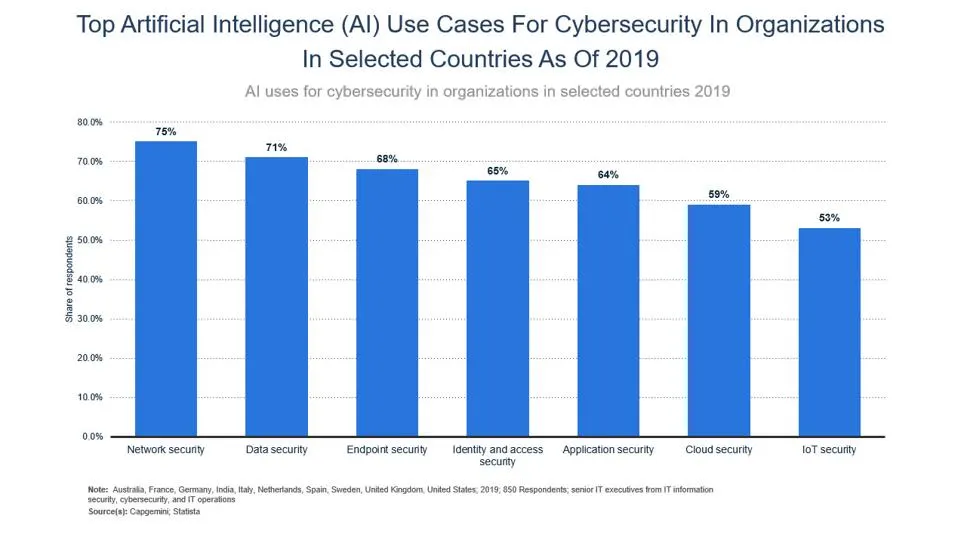 Top Artificial Intelligence (AI) Use Cases For Cybersecurity In Organizations
In Selected Countries As Of 2019
AI uses for cybersecurity in organizations in selected countries 2019
Share of respondents
80.0%
70.0%
60.0%
50.0%
40.0%
30.0%
20.0%
10.0%
0.0%
75%
71%
68%
65%
64%
59%
53%
Network security
Data security
Endpoint security
Identity and access
security
Application security
Cloud security
IoT security
Note: Australia, France, Germany, India, Italy, Netherlands, Spain, Sweden, United Kingdom, United States; 2019; 850 Respondents; senior IT executives from IT information
security, cybersecurity, and IT operations
Source(s): Capgemini; Statista